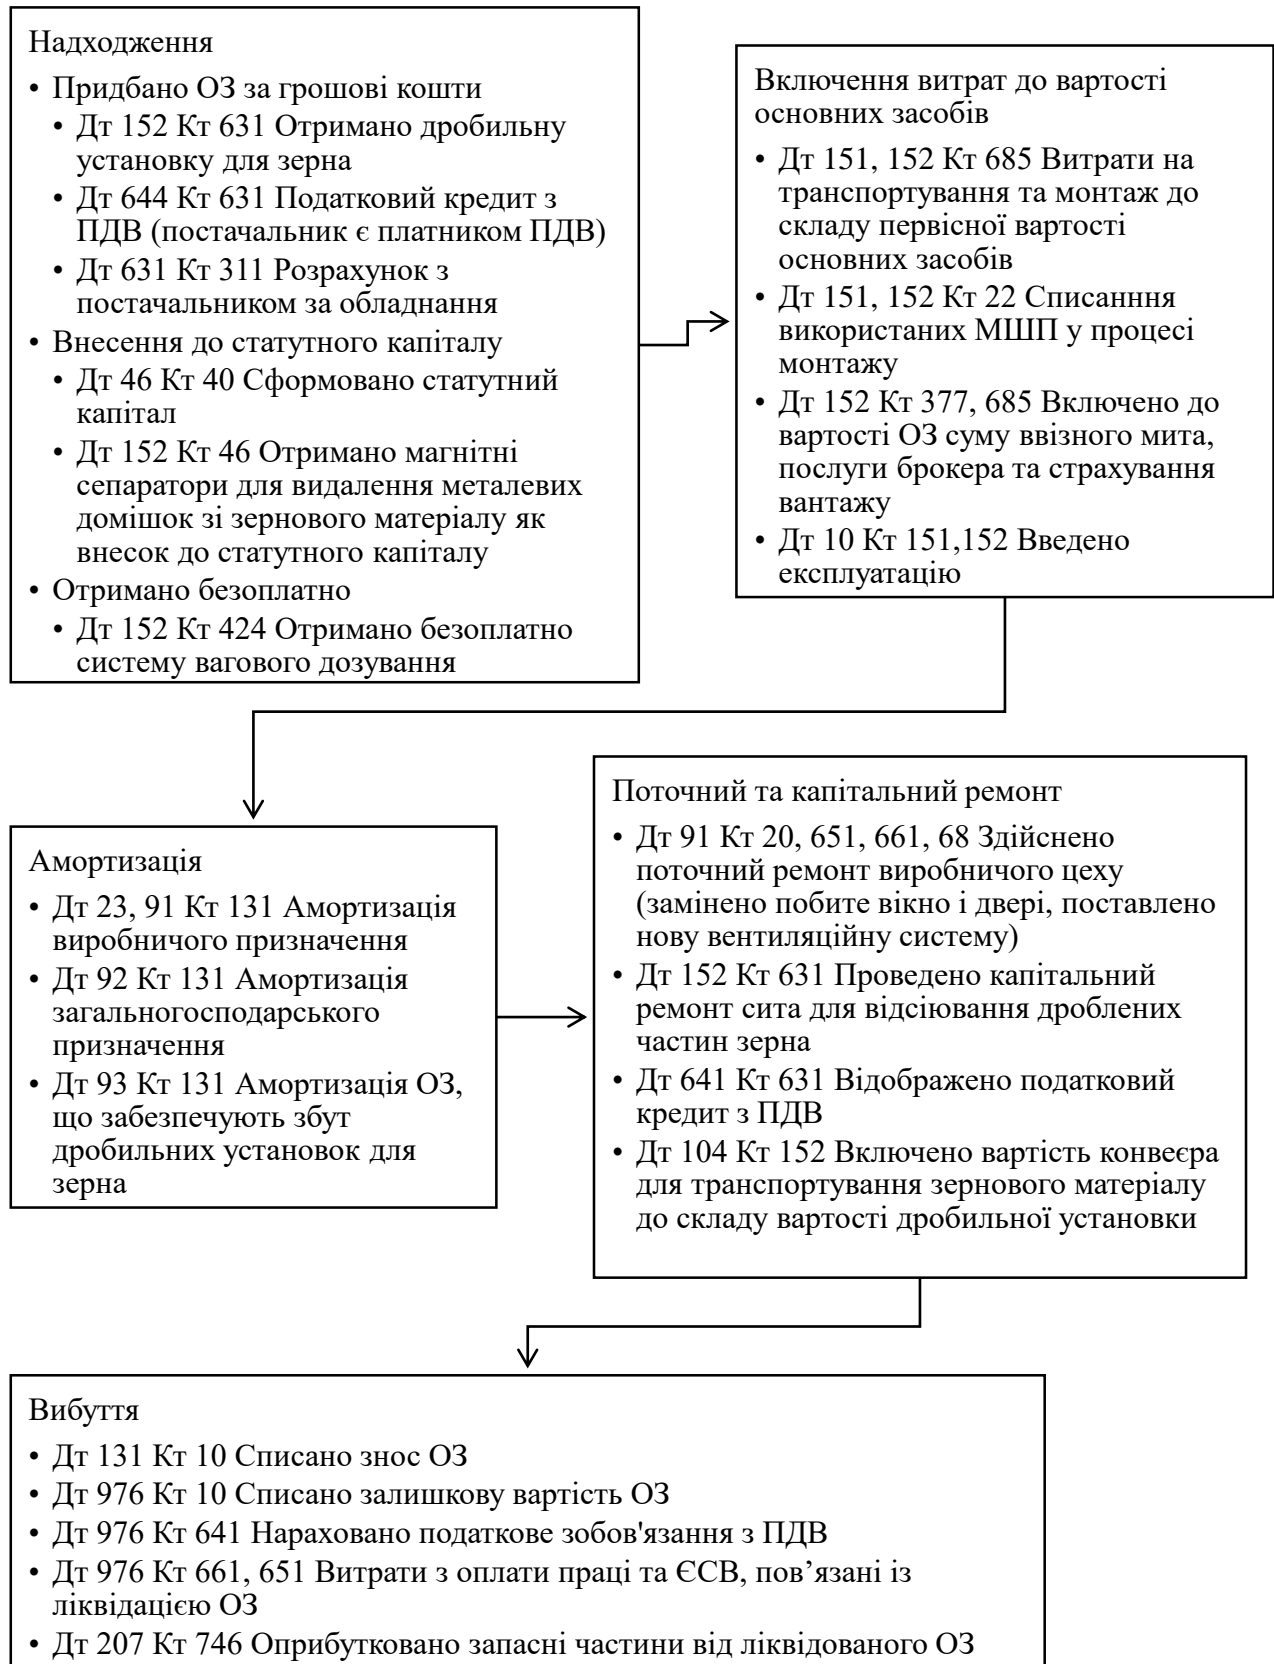 Надходження
• Придбано ОЗ за грошові кошти
• Дт 152 Кт 631 Отримано дробильну
установку для зерна
• Дт 644 Кт 631 Податковий кредит з
ПДВ (постачальник є платником ПДВ)
• Дт 631 Кт 311 Розрахунок з
постачальником за обладнання
• Внесення до статутного капіталу
• Дт 46 Кт 40 Сформовано статутний
капітал
• Дт 152 Кт 46 Отримано магнітні
сепаратори для видалення металевих
домішок зі зернового матеріалу як
внесок до статутного капіталу
• Отримано безоплатно
• Дт 152 Кт 424 Отримано безоплатно
систему вагового дозування
Включення витрат до вартості
основних засобів
• Дт 151, 152 Кт 685 Витрати на
транспортування та монтаж до
складу первісної вартості
основних засобів
• Дт 151, 152 Кт 22 Списанння
використаних МШП у процесі
монтажу
• Дт 152 Кт 377, 685 Включено до
вартості ОЗ суму ввізного мита,
послуги брокера та страхування
вантажу
• Дт 10 Кт 151,152 Введено
експлуатацію
Амортизація
• Дт 23, 91 Кт 131 Амортизація
виробничого призначення
• Дт 92 Кт 131 Амортизація
загальногосподарського
призначення
• Дт 93 Кт 131 Амортизація ОЗ,
що забезпечують збут
дробильних установок для
зерна
Поточний та капітальний ремонт
• Дт 91 Кт 20, 651, 661, 68 Здійснено
поточний ремонт виробничого цеху
(замінено побите вікно і двері, поставлено
нову вентиляційну систему)
• Дт 152 Кт 631 Проведено капітальний
ремонт сита для відсіювання дроблених
частин зерна
• Дт 641 Кт 631 Відображено податковий
кредит з ПДВ
• Дт 104 Кт 152 Включено вартість конвеєра
для транспортування зернового матеріалу
до складу вартості дробильної установки
Вибуття
• Дт 131 Кт 10 Списано знос ОЗ
• Дт 976 Кт 10 Списано залишкову вартість ОЗ
• Дт 976 Кт 641 Нараховано податкове зобов'язання з ПДВ
• Дт 976 Кт 661, 651 Витрати з оплати праці та ЄСВ, пов’язані із
ліквідацією ОЗ
• Дт 207 Кт 746 Оприбутковано запасні частини від ліквідованого ОЗ